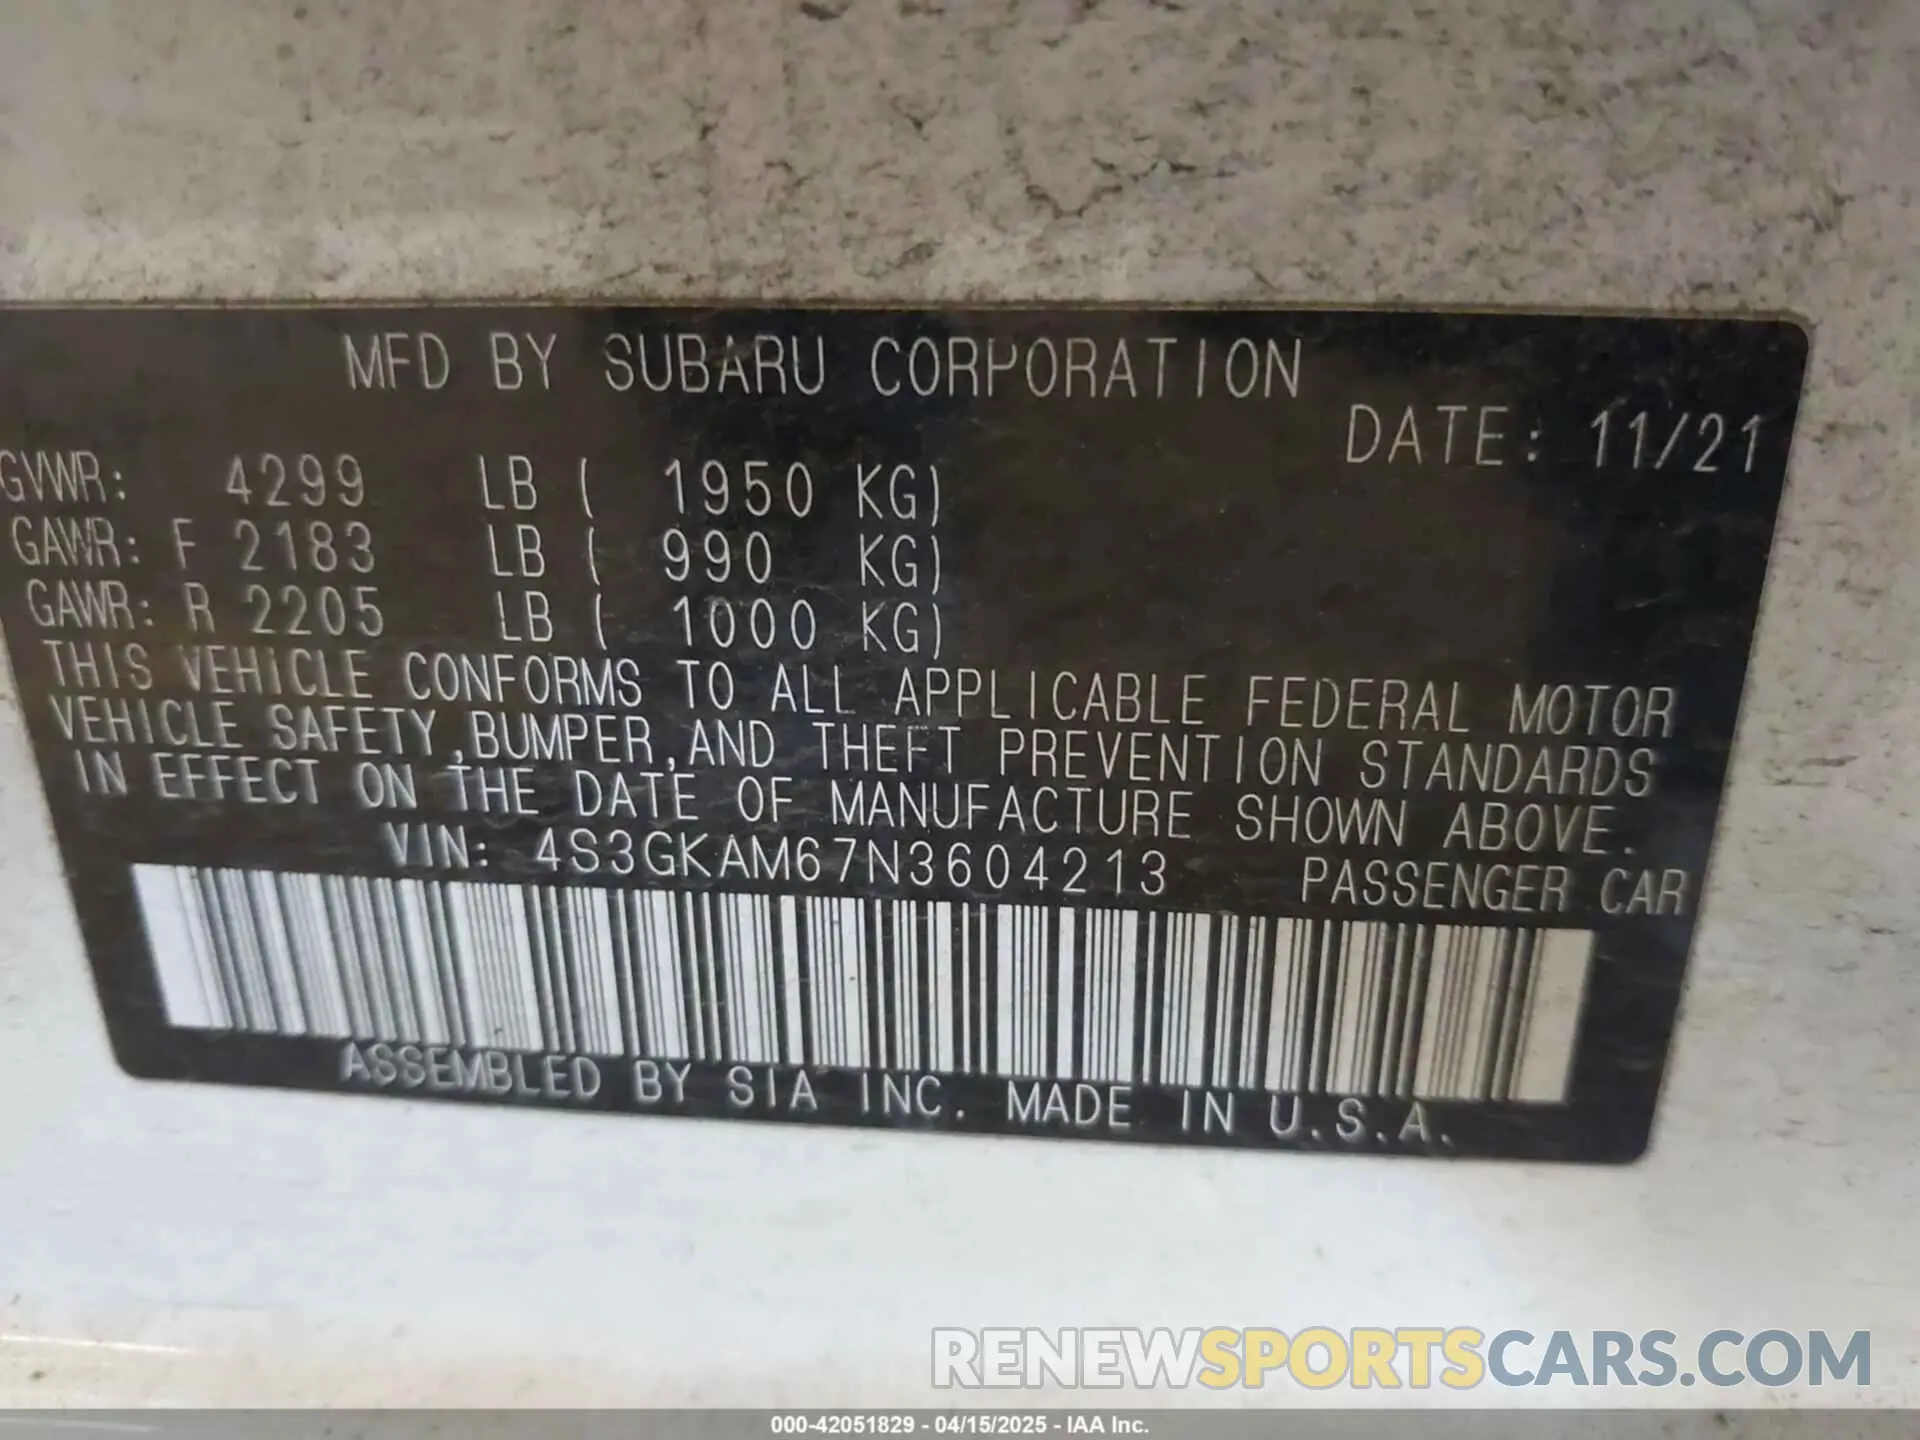 MFD BY SUBARU CORPORATION
DATE: 11/21
GVWR: 4299 LB ( 1950 KG)
GAWR: F 2183 LB ( 990 KG)
GAWR: R 2205 LB ( 1000 KG)
THIS VEHICLE CONFORMS TO ALL APPLICABLE FEDERAL MOTOR
VEHICLE SAFETY,BUMPER,AND THEFT PREVENTION STANDARDS
IN EFFECT ON THE DATE OF MANUFACTURE SHOWN ABOVE.
VIN: 4S3GKAM67N3604213 PASSENGER CAR
ASSEMBLED BY SIA INC. MADE IN U.S.A.
RENEWSPORTSCARS.COM
000-42051829 - 04/15/2025 - IAA Inc.